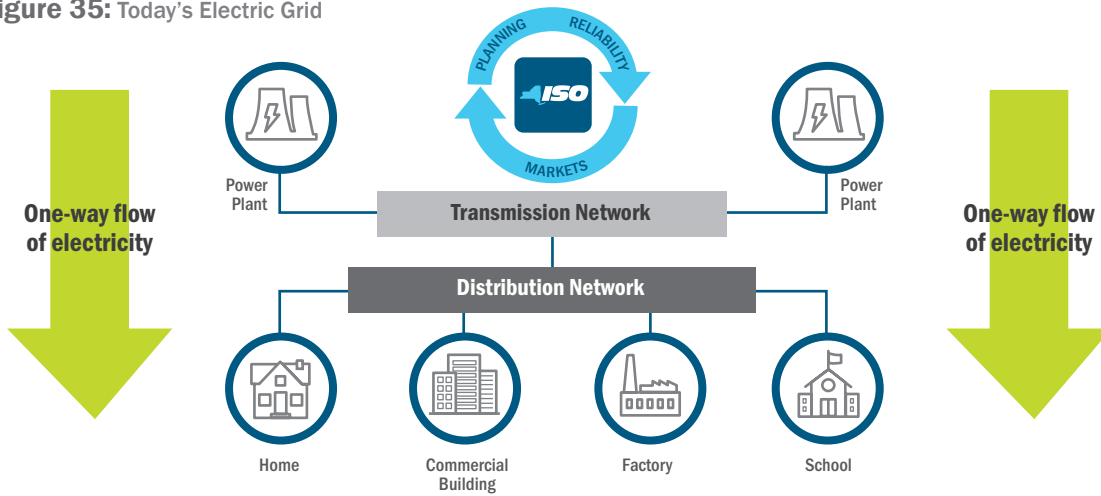 igure 35: Today's Electric Grid
PLANNING
RELIABILITY
ISO
MARKETS
Power
Plant
Power
Plant
One-way flow
of electricity
Transmission Network
One-way flow
of electricity
Distribution Network
Home
Commercial
Building
Factory
School